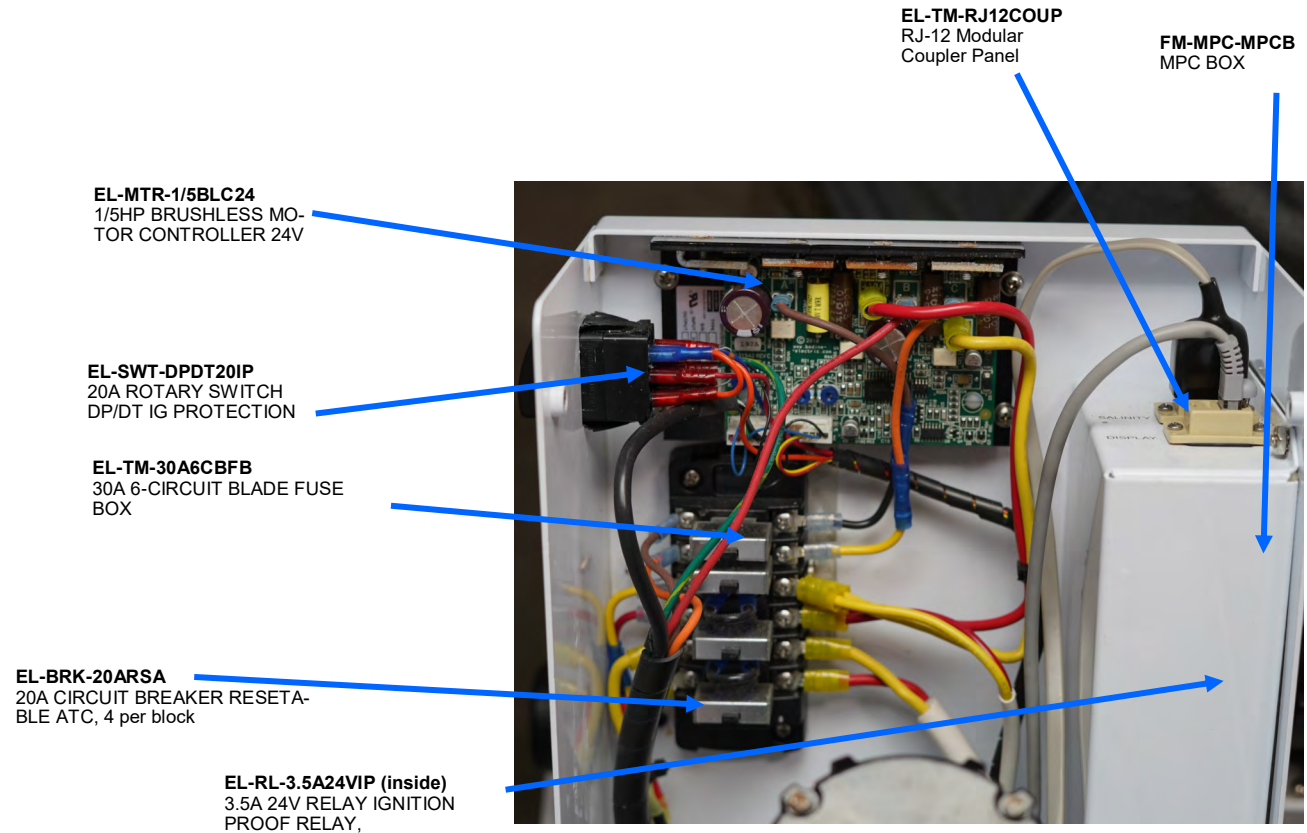 EL-TM-RJ12COUP
RJ-12 Modular
Coupler Panel
FM-MPC-MPCB
MPC BOX
EL-MTR-1/5BLC24
1/5HP BRUSHLESS MO-
TOR CONTROLLER 24V
EL-SWT-DPDT20IP
20A ROTARY SWITCH
DP/DT IG PROTECTION
EL-TM-30A6CBFB
30A 6-CIRCUIT BLADE FUSE
BOX
EL-BRK-20ARSA
20A CIRCUIT BREAKER RESETA-
BLE ATC, 4 per block
EL-RL-3.5A24VIP (inside)
3.5A 24V RELAY IGNITION
PROOF RELAY,
A
B
C
SALINITY
DISPLAY